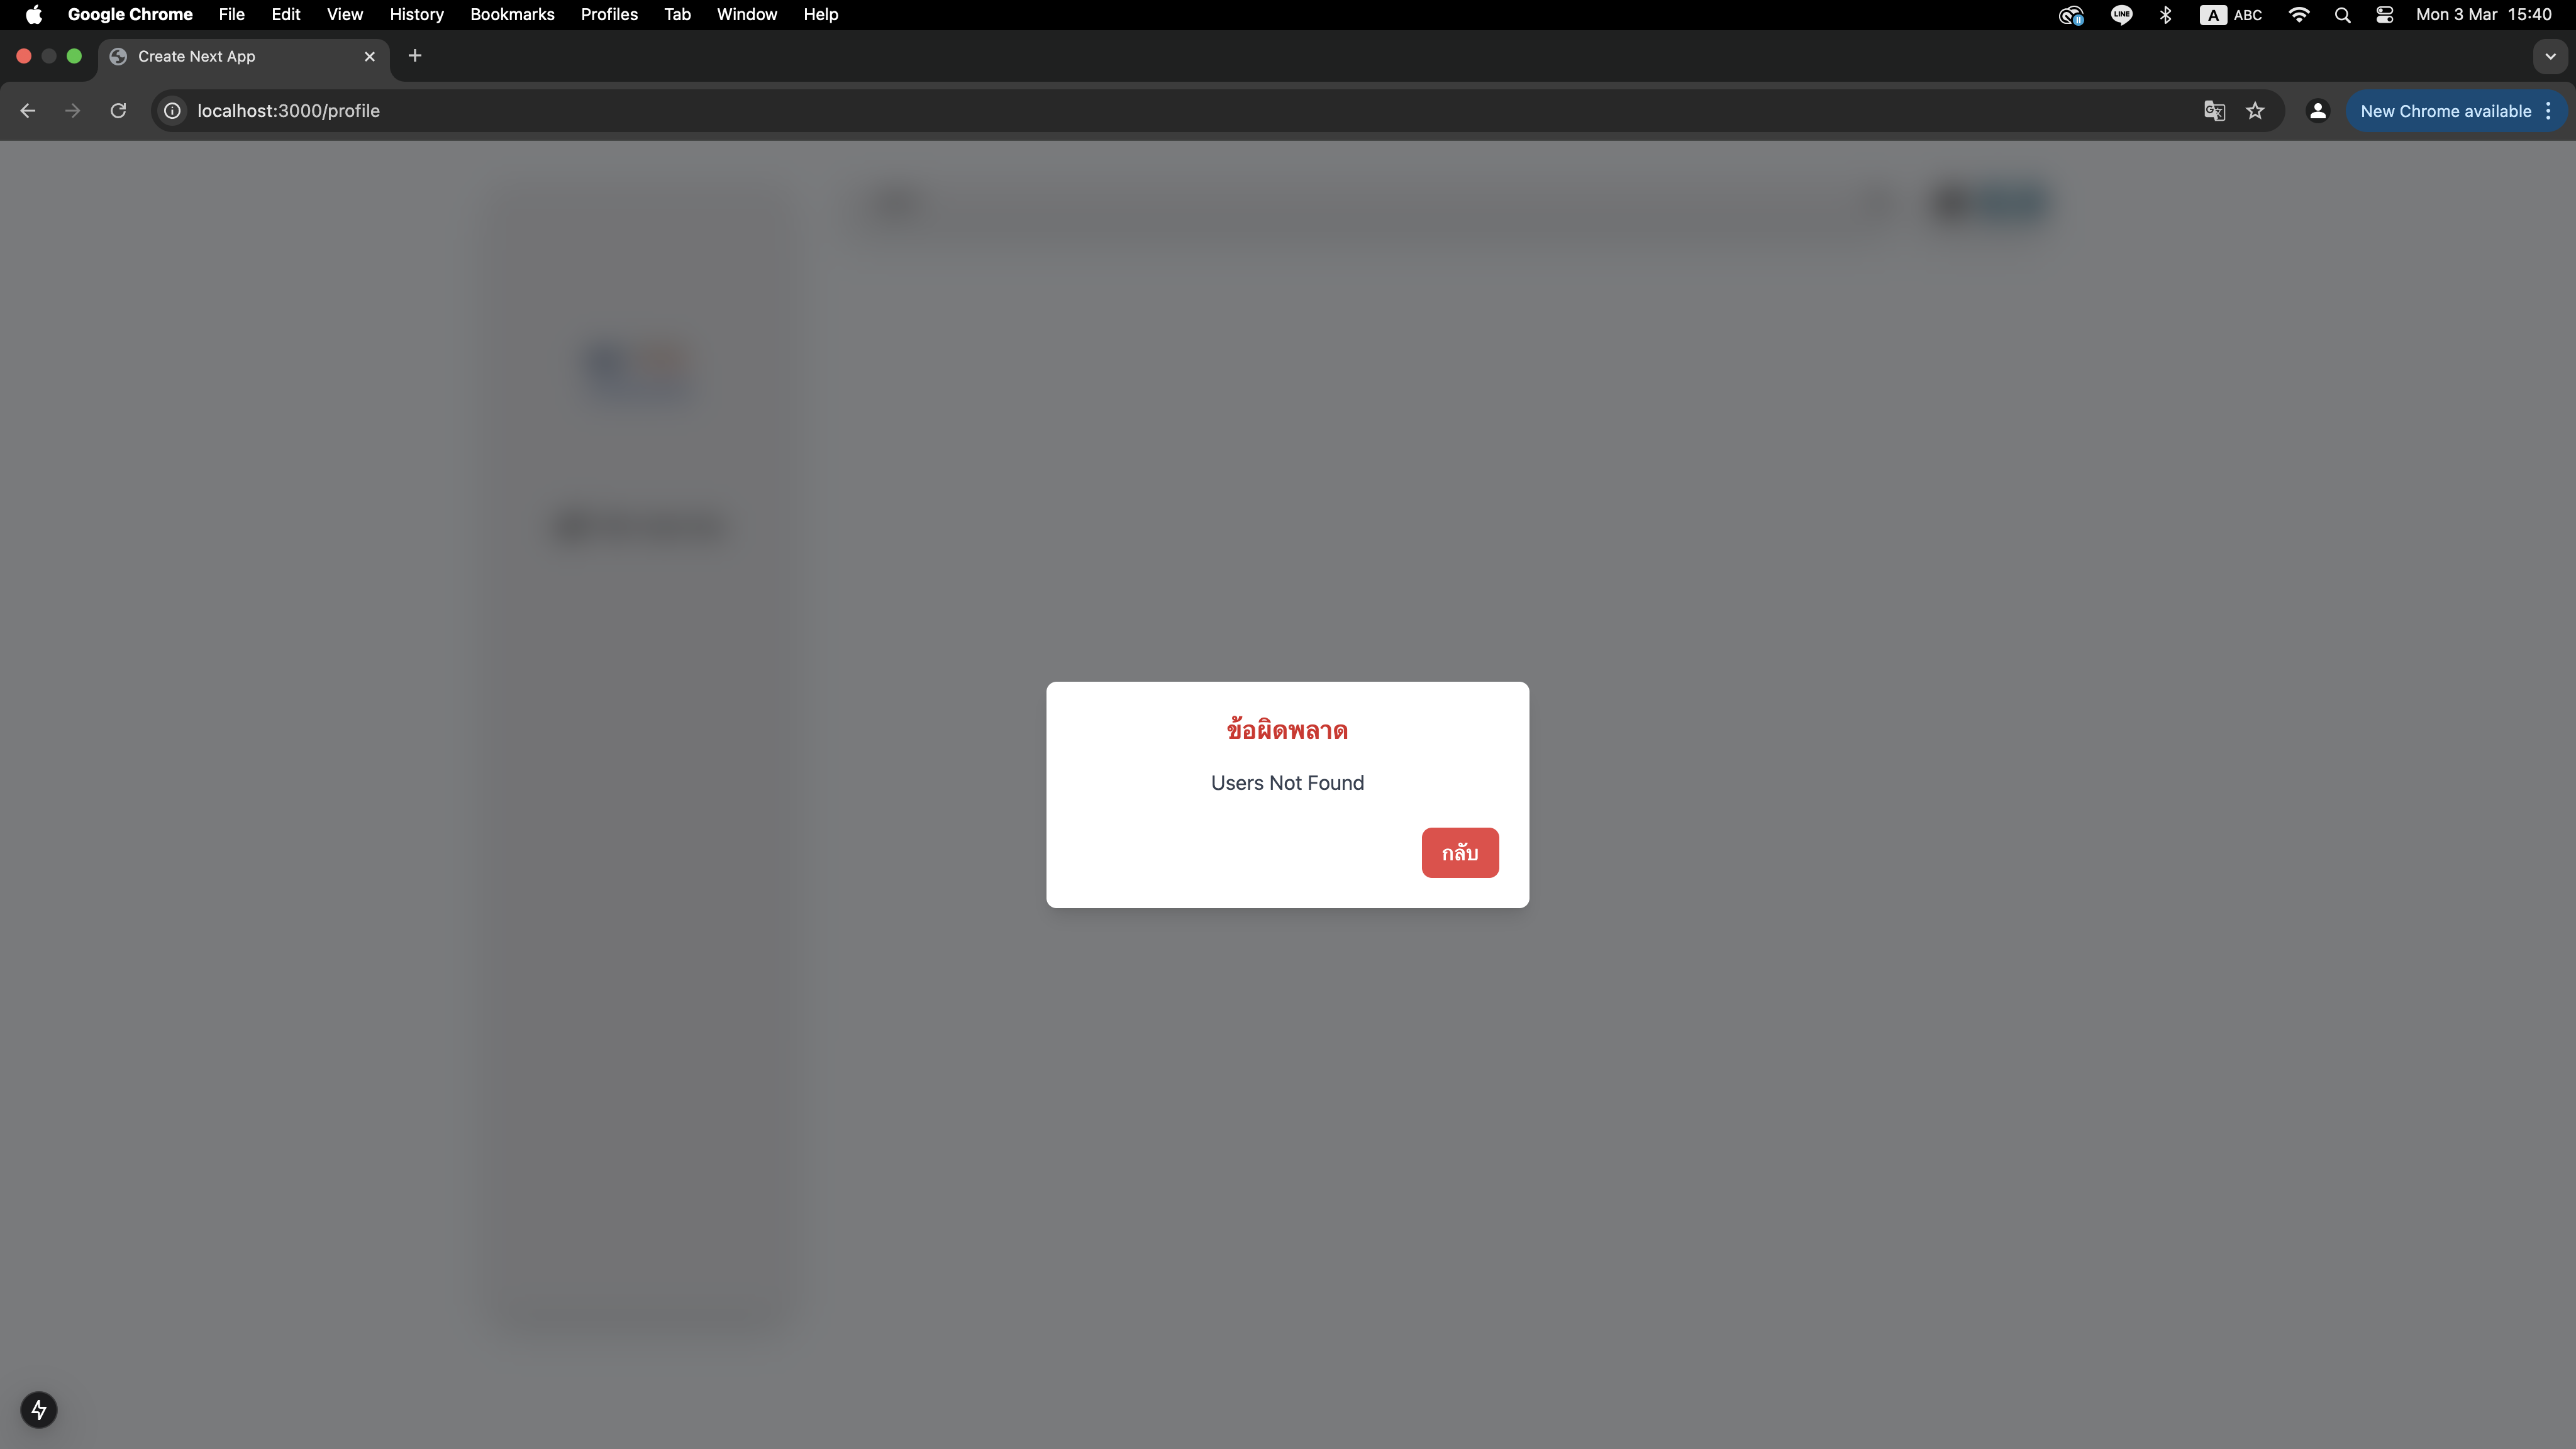 Google Chrome File Edit View History Bookmarks Profiles Tab Window Help LINE A ABC Mon 3 Mar 15:40
Create Next App
localhost:3000/profile New Chrome available
ข้อผิดพลาด
Users Not Found
กลับ